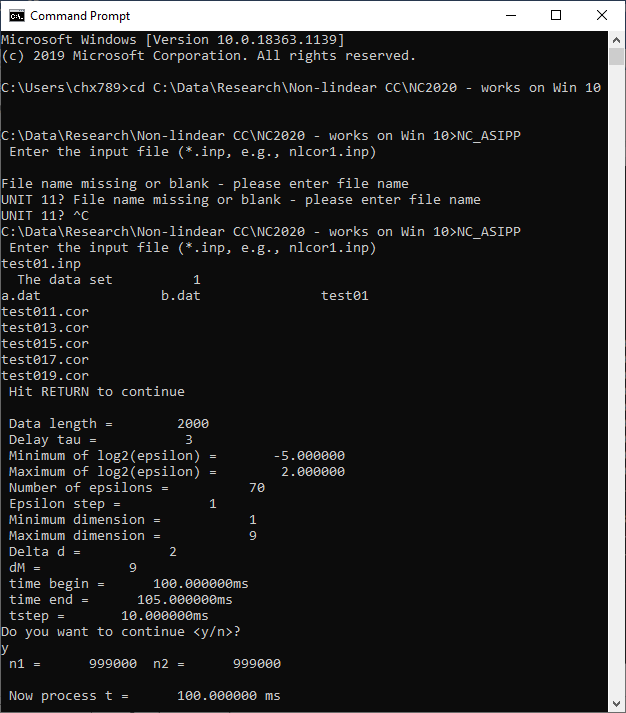 Command Prompt
Microsoft Windows [Version 10.0.18363.1139]
(c) 2019 Microsoft Corporation. All rights reserved.
C:\Users\chx789>cd C:\Data\Research\Non-lindear CC\NC2020 - works on Win 10
C:\Data\Research\Non-lindear CC\NC2020 - works on Win 10>NC_ASIPP
Enter the input file (*.inp, e.g., nlcor1.inp)
File name missing or blank - please enter file name
UNIT 11? File name missing or blank - please enter file name
UNIT 11? ^C
C:\Data\Research\Non-lindear CC\NC2020 - works on Win 10>NC_ASIPP
Enter the input file (*.inp, e.g., nlcor1.inp)
test01.inp
The data set 1
a.dat b.dat test01
test011.cor
test013.cor
test015.cor
test017.cor
test019.cor
Hit RETURN to continue
Data length = 2000
Delay tau = 3
Minimum of log2(epsilon) = -5.000000
Maximum of log2(epsilon) = 2.000000
Number of epsilons = 70
Epsilon step = 1
Minimum dimension = 1
Maximum dimension = 9
Delta d = 2
dM = 9
time begin = 100.000000ms
time end = 105.000000ms
tstep = 10.000000ms
Do you want to continue <y/n>?
y
n1 = 999000 n2 = 999000
Now process t = 100.000000 ms